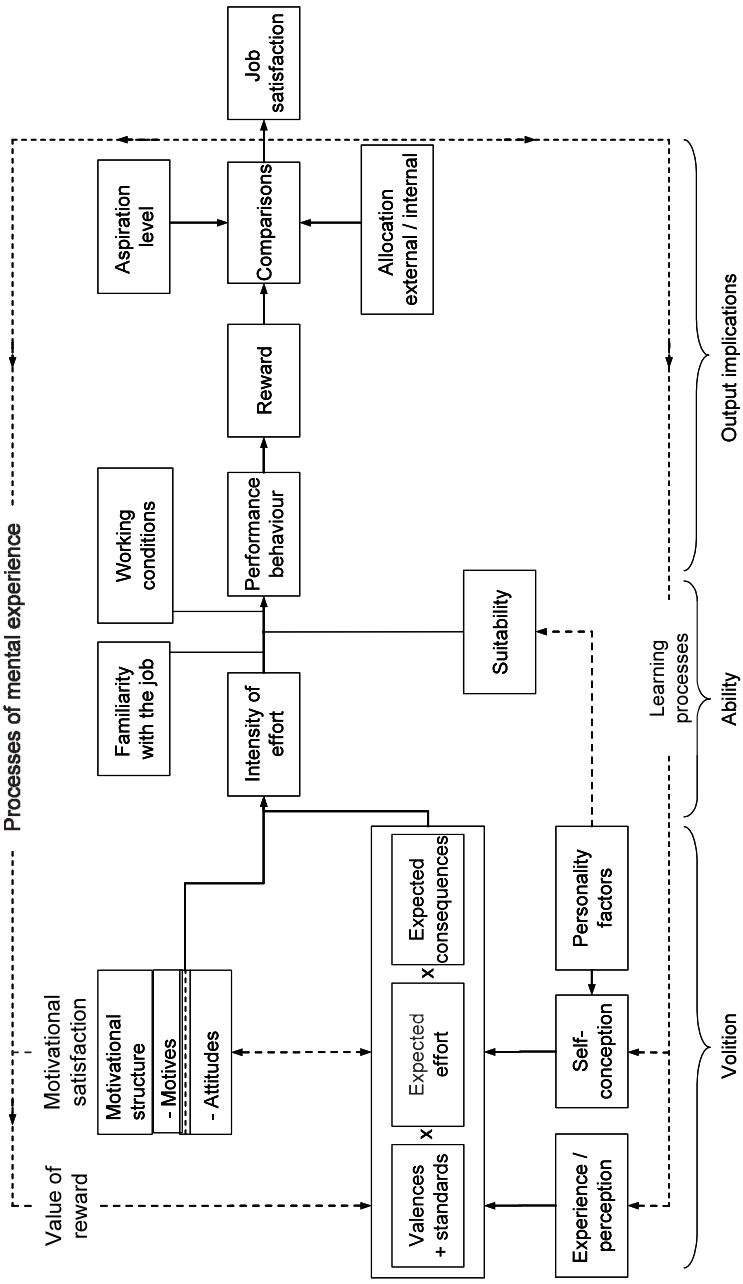 Processes of mental experience
Value of
reward
Motivational
satisfaction
Motivational
structure
- Motives
- Attitudes
Familiarity
with the job
Working
conditions
Aspiration
level
Intensity of
effort
Performance
behaviour
Reward
Comparisons
Job
satisfaction
Valences
+ standards
x
Expected
effort
x
Expected
consequences
Allocation
external / internal
Suitability
Experience /
perception
Self-
conception
Personality
factors
Learning
processes
Volition
Ability
Output implications